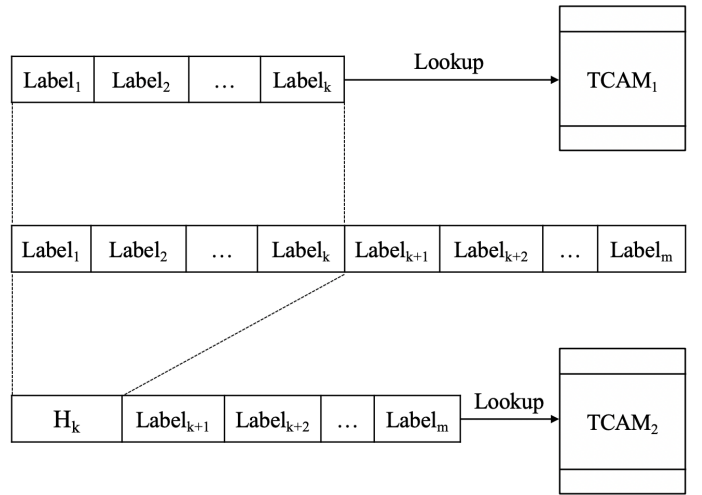 Label₁ Label₂ … Labelₖ Lookup TCAM₁
Label₁ Label₂ … Labelₖ Labelₖ₊₁ Labelₖ₊₂ … Labelₘ
Hₖ Labelₖ₊₁ Labelₖ₊₂ … Labelₘ Lookup TCAM₂